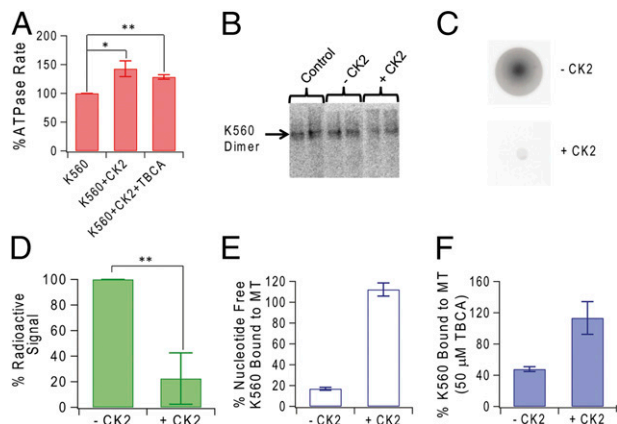 A
%ATPase Rate
200
150
100
50
0
*
**
K560
K560+CK2
K560+CK2+TBCA
B
Control
- CK2
+ CK2
K560
Dimer
C
- CK2
+ CK2
D
% Radioactive
Signal
100
80
60
40
20
0
**
- CK2
+ CK2
E
% Nucleotide Free
K560 Bound to MT
120
100
80
60
40
20
0
- CK2
+ CK2
F
% K560 Bound to MT
(50 µM TBCA)
160
120
80
40
0
- CK2
+ CK2